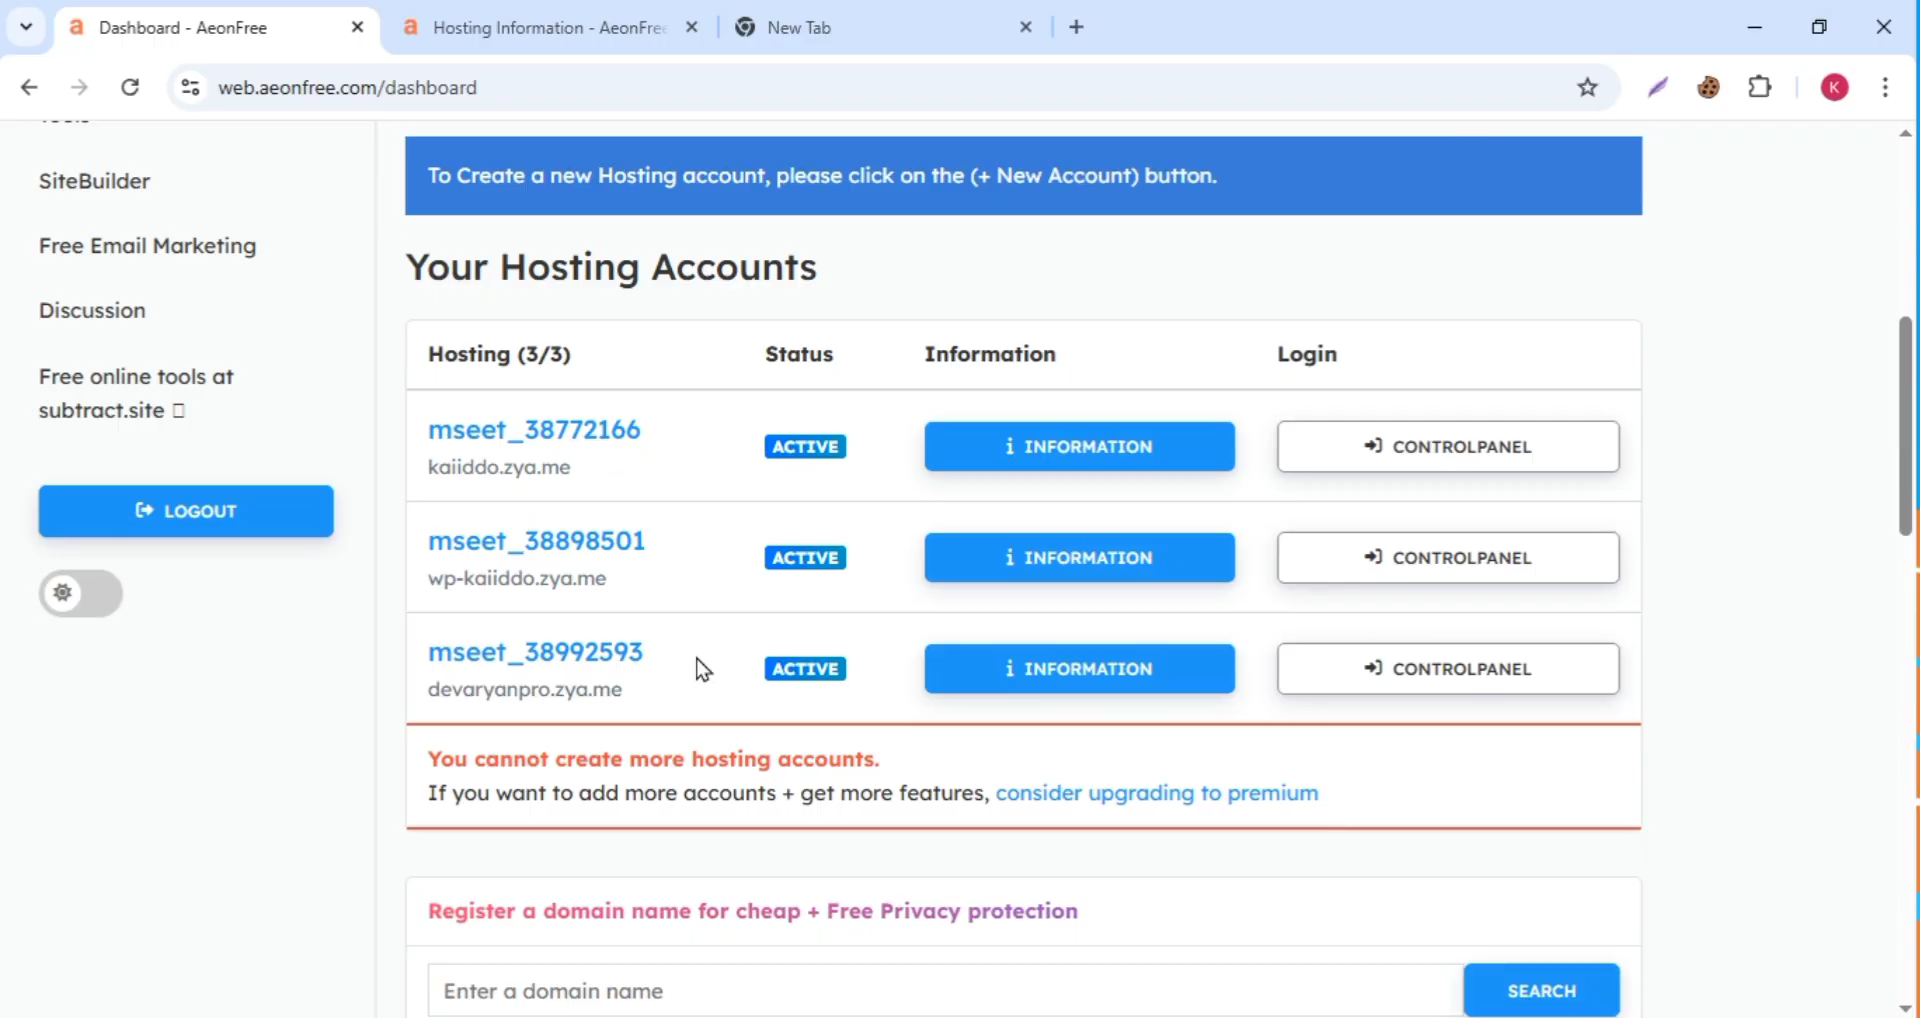 Dashboard - AeonFree
Hosting Information - AeonFree
New Tab
web.aeonfree.com/dashboard
K
SiteBuilder
Free Email Marketing
Discussion
Free online tools at
subtract.site
LOGOUT
To Create a new Hosting account, please click on the (+ New Account) button.
Your Hosting Accounts
Hosting (3/3) Status Information Login
mseet_38772166
kaiiddo.zya.me
ACTIVE
INFORMATION
CONTROLPANEL
mseet_38898501
wp-kaiiddo.zya.me
ACTIVE
INFORMATION
CONTROLPANEL
mseet_38992593
devaryanpro.zya.me
ACTIVE
INFORMATION
CONTROLPANEL
You cannot create more hosting accounts.
If you want to add more accounts + get more features, consider upgrading to premium
Register a domain name for cheap + Free Privacy protection
Enter a domain name
SEARCH